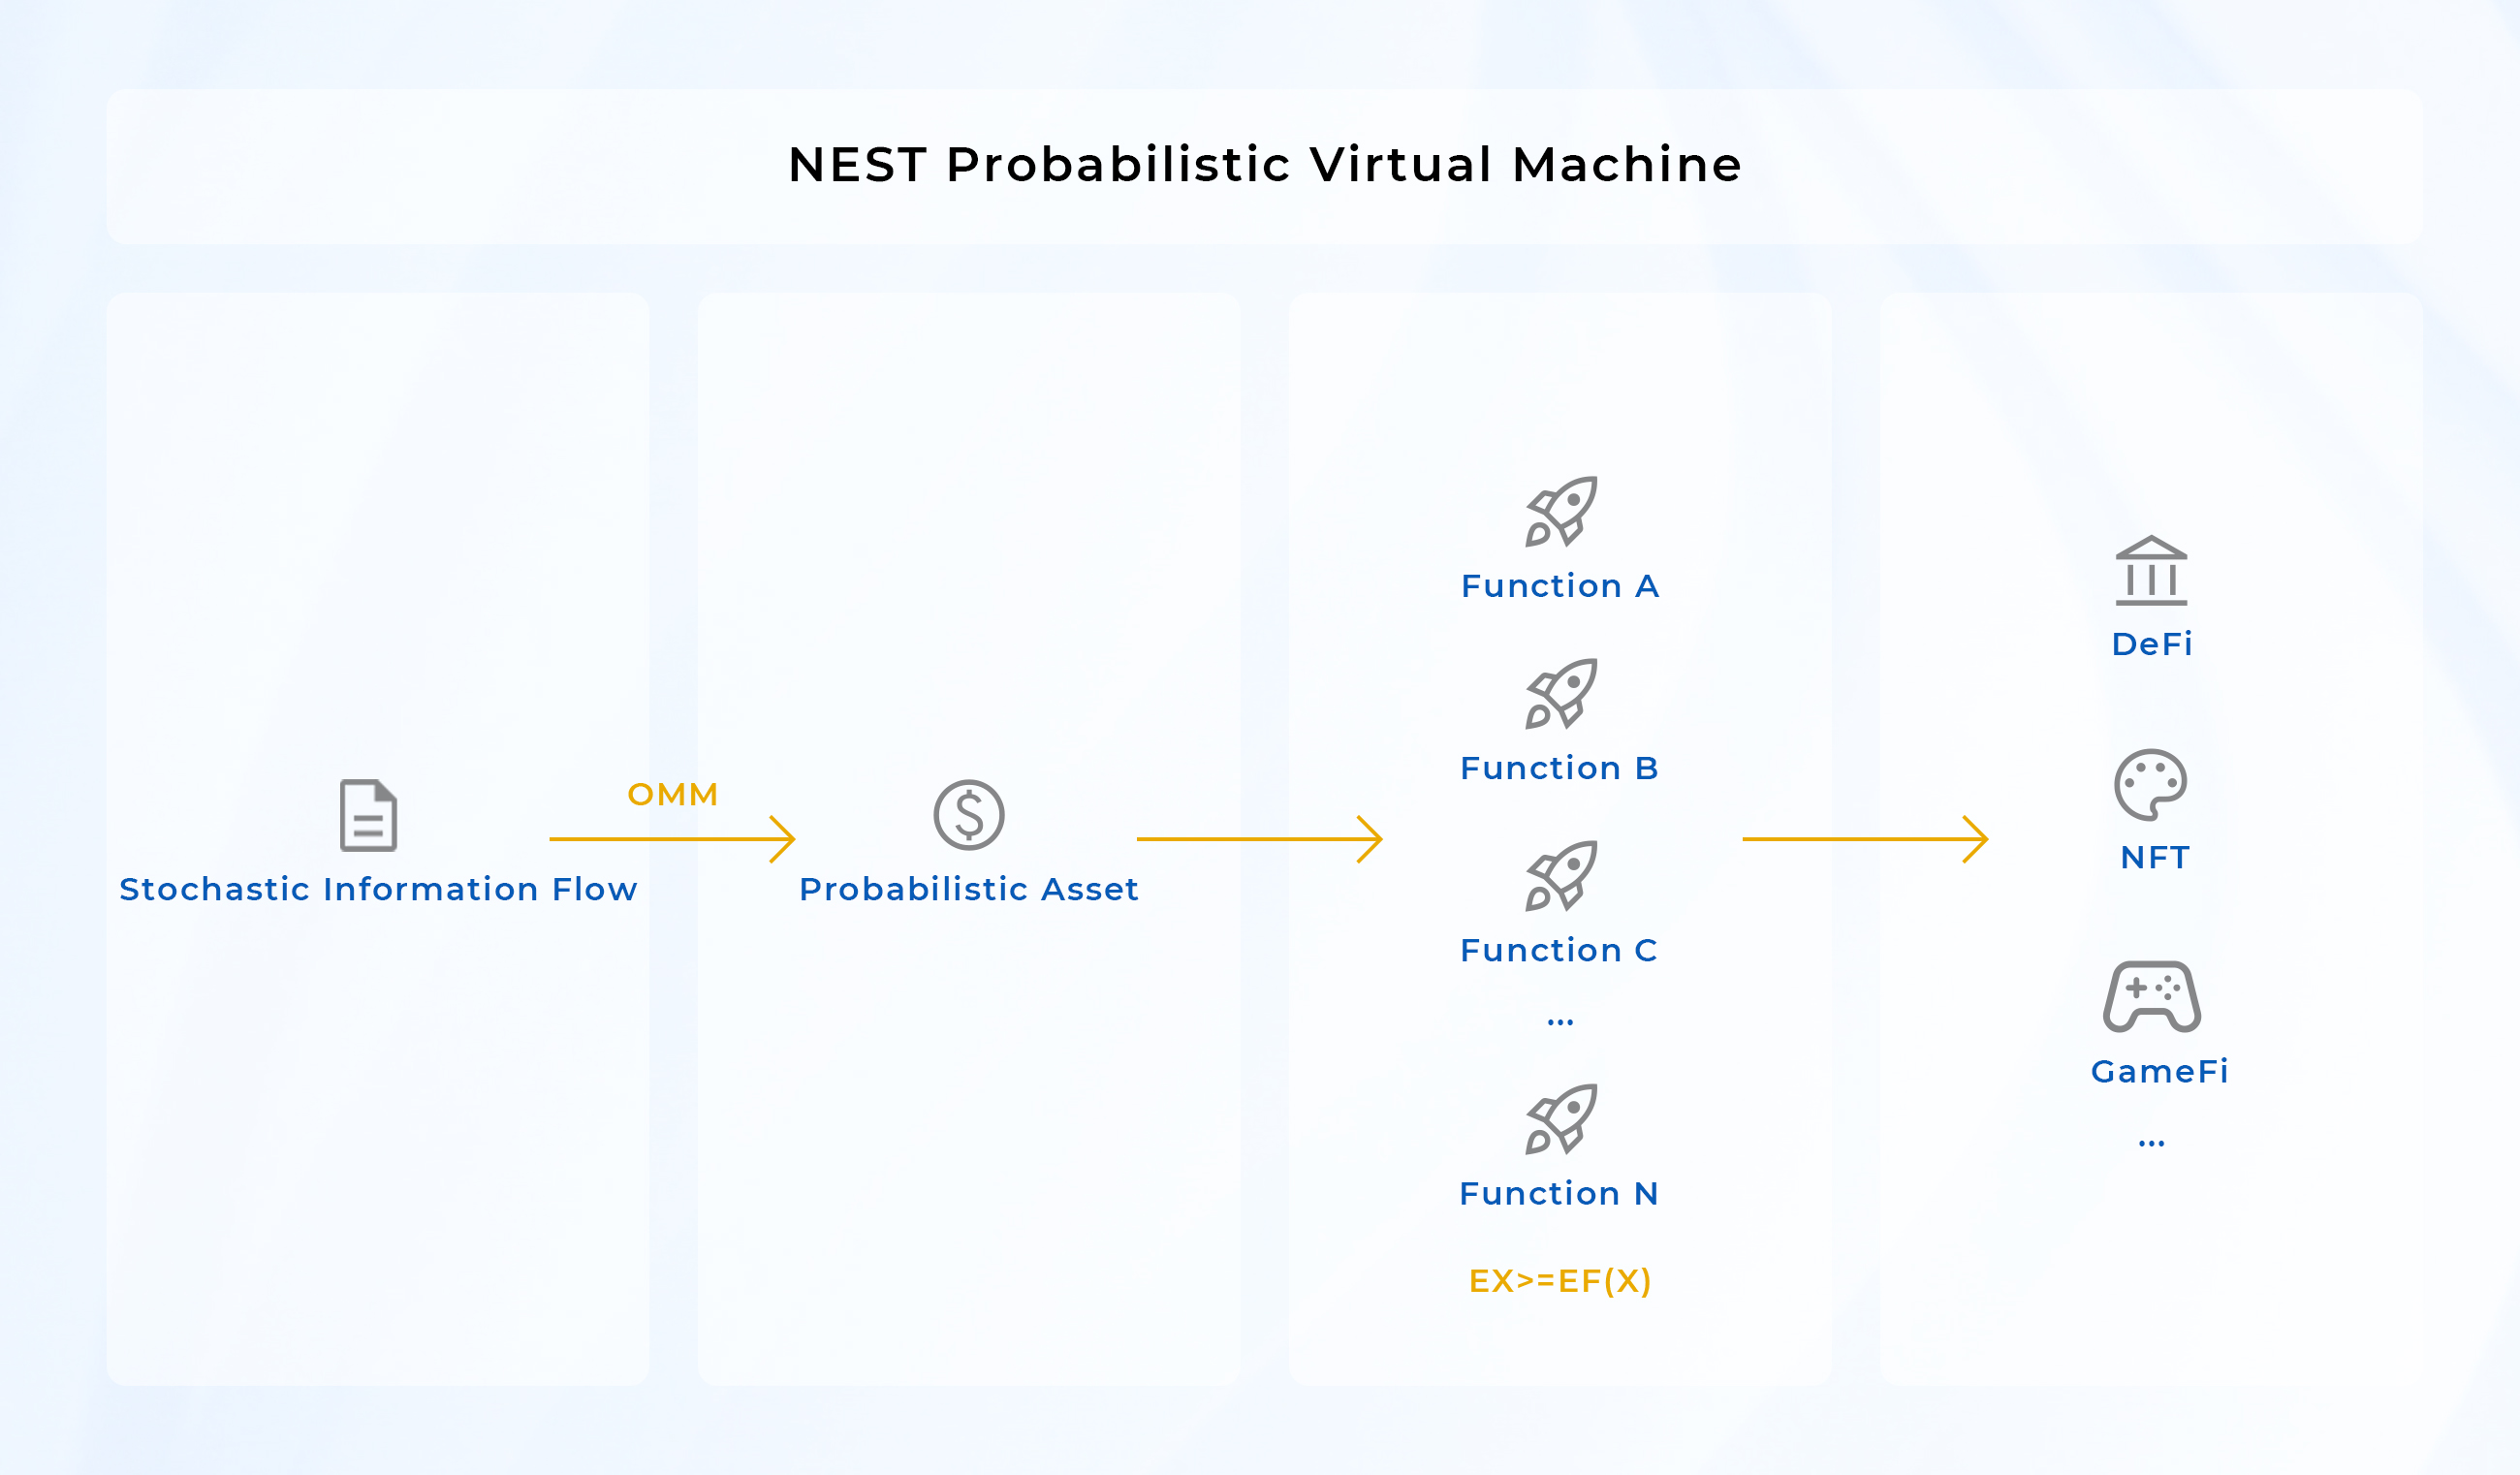 NEST Probabilistic Virtual Machine
Stochastic Information Flow
OMM
Probabilistic Asset
Function A
Function B
Function C
...
Function N
EX>=EF(X)
DeFi
NFT
GameFi
...